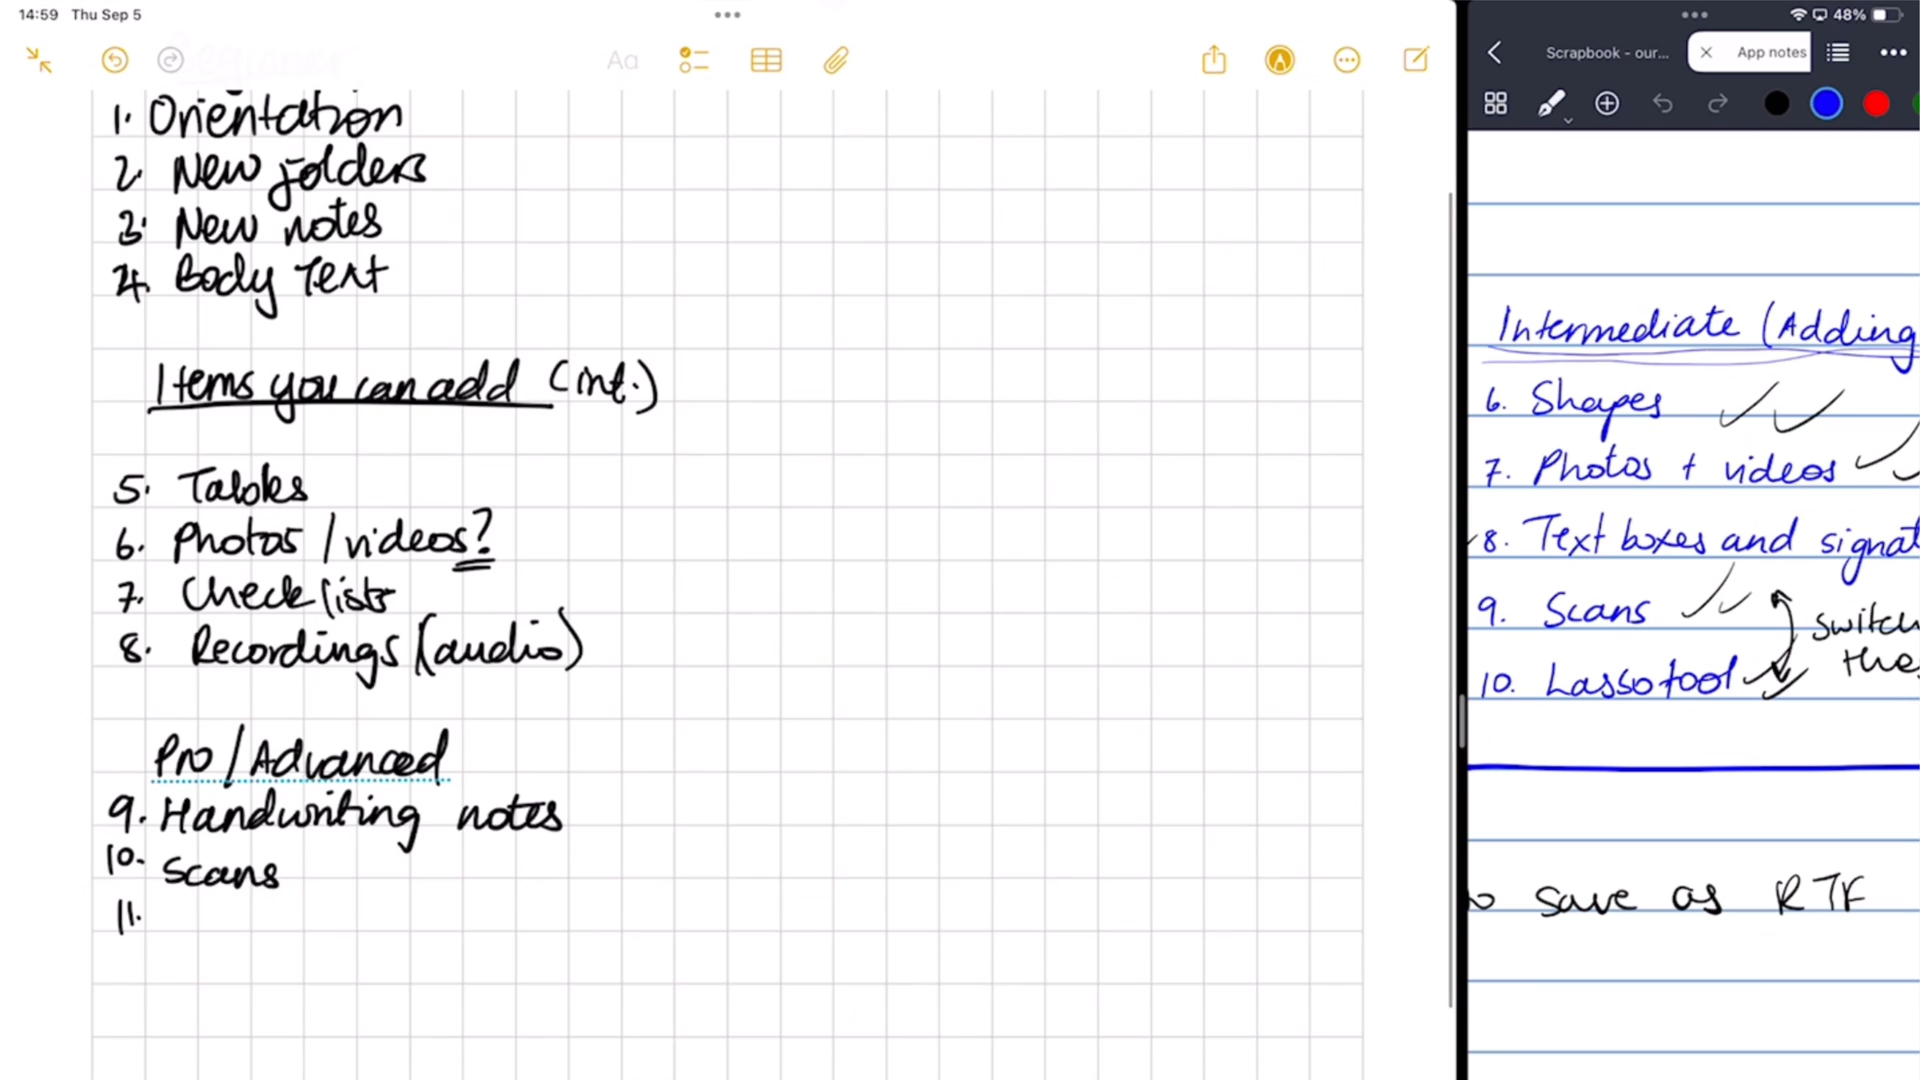 14:59 Thu Sep 5
Aa
1. Orientation
2. New folders
3. New notes
4. Body Text
Items you can add (int.)
5. Tables
6. Photos / videos?
7. Checklists
8. Recordings (audio)
Pro / Advanced
9. Handwriting notes
10. Scans
11.
48%
Scrapbook - our...
App notes
Intermediate (Adding
6. Shapes
7. Photos + videos
8. Text boxes and signat
9. Scans
switch
10. Lasso tool
save as RTF